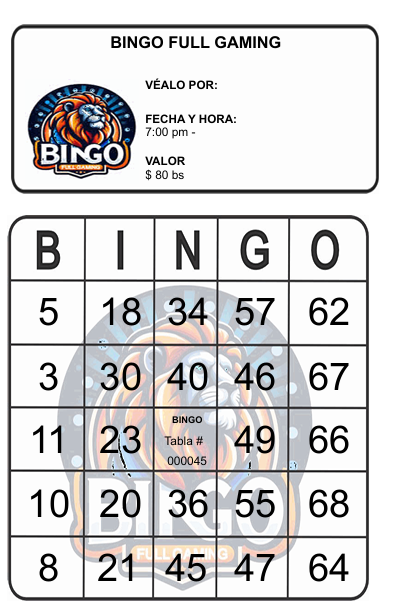 BINGO FULL GAMING
VÉALO POR:
FECHA Y HORA:
7:00 pm -
VALOR
$ 80 bs
BINGO
FULL GAMING
B I N G O
5 18 34 57 62
3 30 40 46 67
11 23 BINGO 49 66
Tabla #
000045
10 20 36 55 68
BINGO
8 21 45 47 64
FULL GAMING